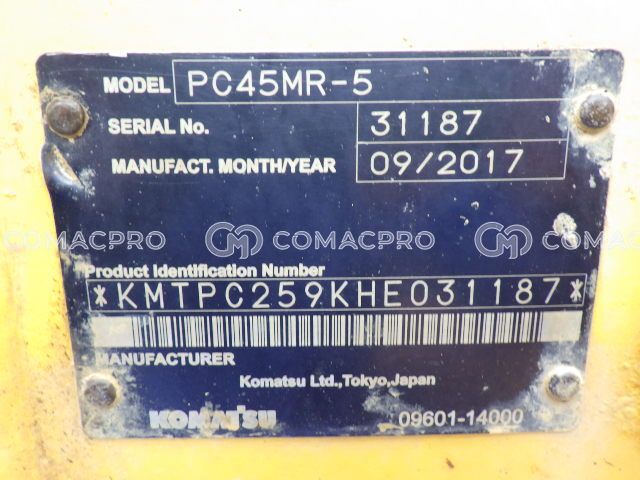 MODEL PC45MR-5
SERIAL No. 31187
MANUFACT. MONTH/YEAR 09/2017
COMACPRO COMACPRO COMACPRO
Product Identification Number
*KMTPC259KHE031187*
MANUFACTURER
Komatsu Ltd.,Tokyo,Japan
KOMATSU 09601-14000